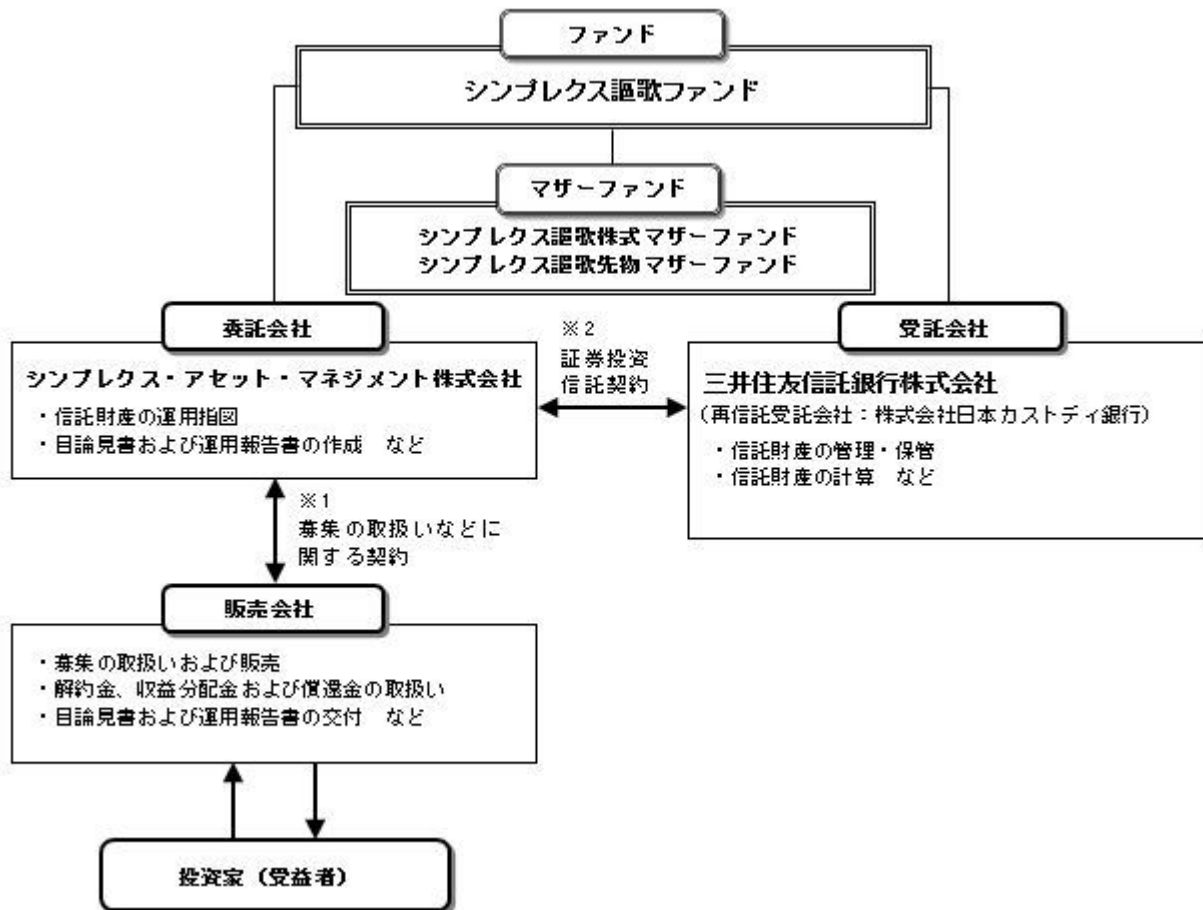 ファンド
シンプレクス謳歌ファンド
マザーファンド
シンプレクス謳歌株式マザーファンド
シンプレクス謳歌先物マザーファンド
委託会社
シンプレクス・アセット・マネジメント株式会社
・信託財産の運用指図
・目論見書および運用報告書の作成　など
※2
証券投資
信託契約
受託会社
三井住友信託銀行株式会社
（再信託受託会社：株式会社日本カストディ銀行）
・信託財産の管理・保管
・信託財産の計算　など
※1
募集の取扱いなどに
関する契約
販売会社
・募集の取扱いおよび販売
・解約金、収益分配金および償還金の取扱い
・目論見書および運用報告書の交付　など
投資家（受益者）